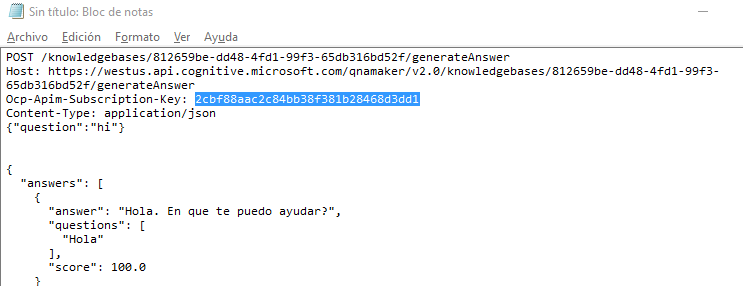 Sin título: Bloc de notas
Archivo Edición Formato Ver Ayuda
POST /knowledgebases/812659be-dd48-4fd1-99f3-65db316bd52f/generateAnswer
Host: https://westus.api.cognitive.microsoft.com/qnamaker/v2.0/knowledgebases/812659be-dd48-4fd1-99f3-
65db316bd52f/generateAnswer
Ocp-Apim-Subscription-Key: 2cbf88aac2c84bb38f381b28468d3dd1
Content-Type: application/json
{"question":"hi"}
{
"answers": [
{
"answer": "Hola. En que te puedo ayudar?",
"questions": [
"Hola"
],
"score": 100.0
}